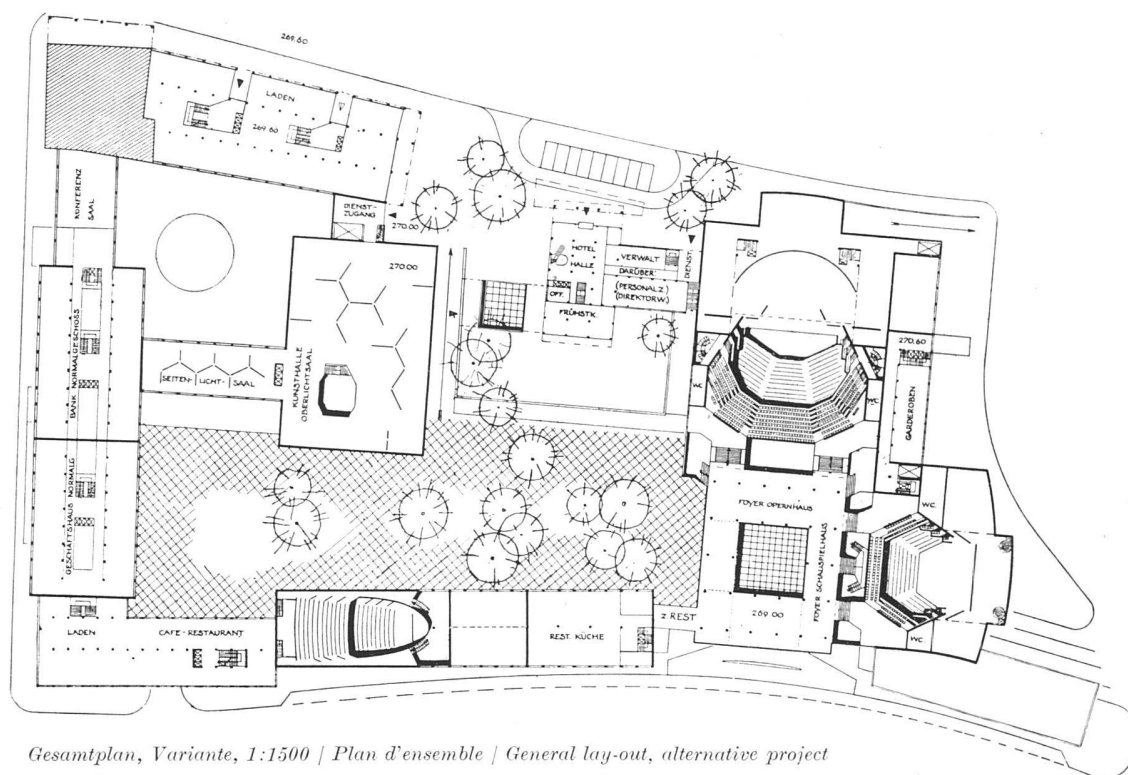 269.60
LADEN
269.60
KONFERENZ
SAAL
DIENST-
ZUGANG
270.00
270.00
HOTEL
HALLE
OFF.
FRÜHSTK.
VERWALT
DARÜBER:
(PERSONALZ.)
(DIREKTORW.)
DIENST
BANK NORMALGESCHOSS
SEITEN-
LICHT-
SAAL
KUNSTHALLE
OBERLICHTSAAL
WC
WC
270.60
GARDEROBEN
GESCHÄFTSHAUS NORMALG
FOYER OPERNHAUS
FOYER SCHAUSPIELHAUS
WC.
WC.
269.00
LADEN
CAFE-RESTAURANT
REST. KÜCHE
Z. REST
Gesamtplan, Variante, 1:1500 | Plan d'ensemble | General lay-out, alternative project